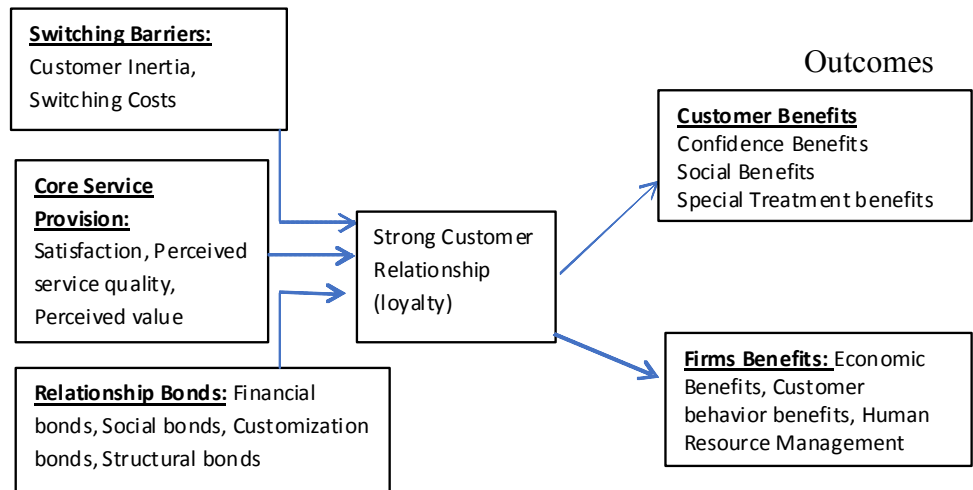 Switching Barriers:
Customer Inertia,
Switching Costs
Core Service
Provision:
Satisfaction, Perceived
service quality,
Perceived value
Relationship Bonds: Financial
bonds, Social bonds, Customization
bonds, Structural bonds
Strong Customer
Relationship
(loyalty)
Outcomes
Customer Benefits
Confidence Benefits
Social Benefits
Special Treatment benefits
Firms Benefits: Economic
Benefits, Customer
behavior benefits, Human
Resource Management